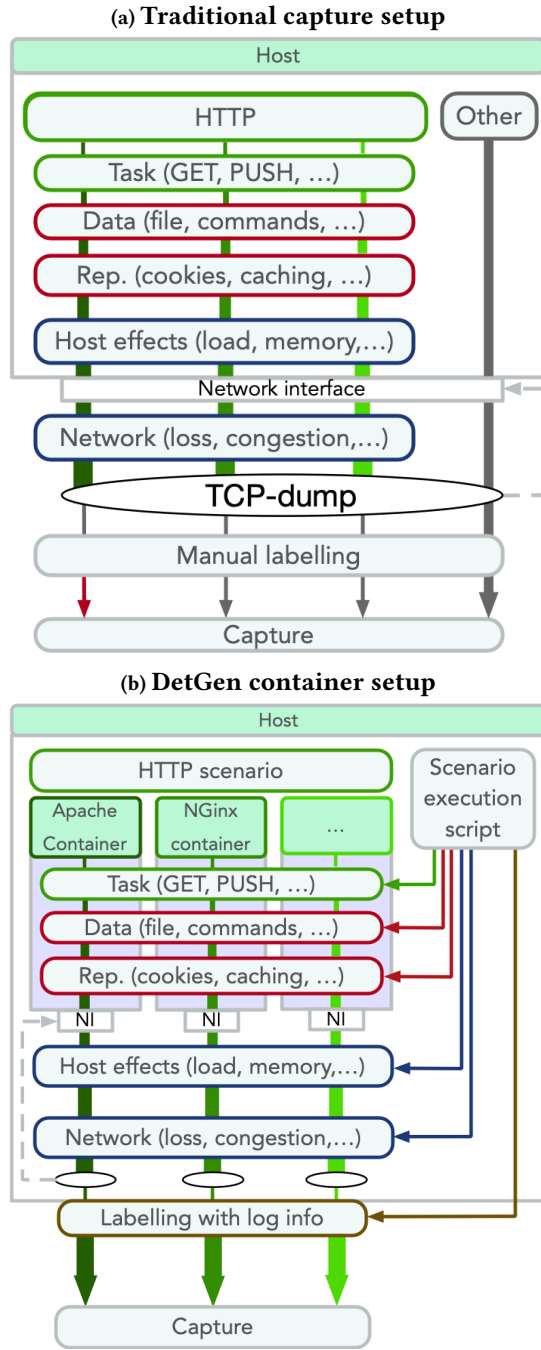 (a) Traditional capture setup
Host
HTTP
Other
Task (GET, PUSH, ...)
Data (file, commands, ...)
Rep. (cookies, caching, ...)
Host effects (load, memory,...)
Network interface
Network (loss, congestion,...)
TCP-dump
Manual labelling
Capture
(b) DetGen container setup
Host
HTTP scenario
Scenario
execution
script
Apache
Container
NGinx
container
...
Task (GET, PUSH, ...)
Data (file, commands, ...)
Rep. (cookies, caching, ...)
NI
NI
NI
Host effects (load, memory,...)
Network (loss, congestion,...)
Labelling with log info
Capture